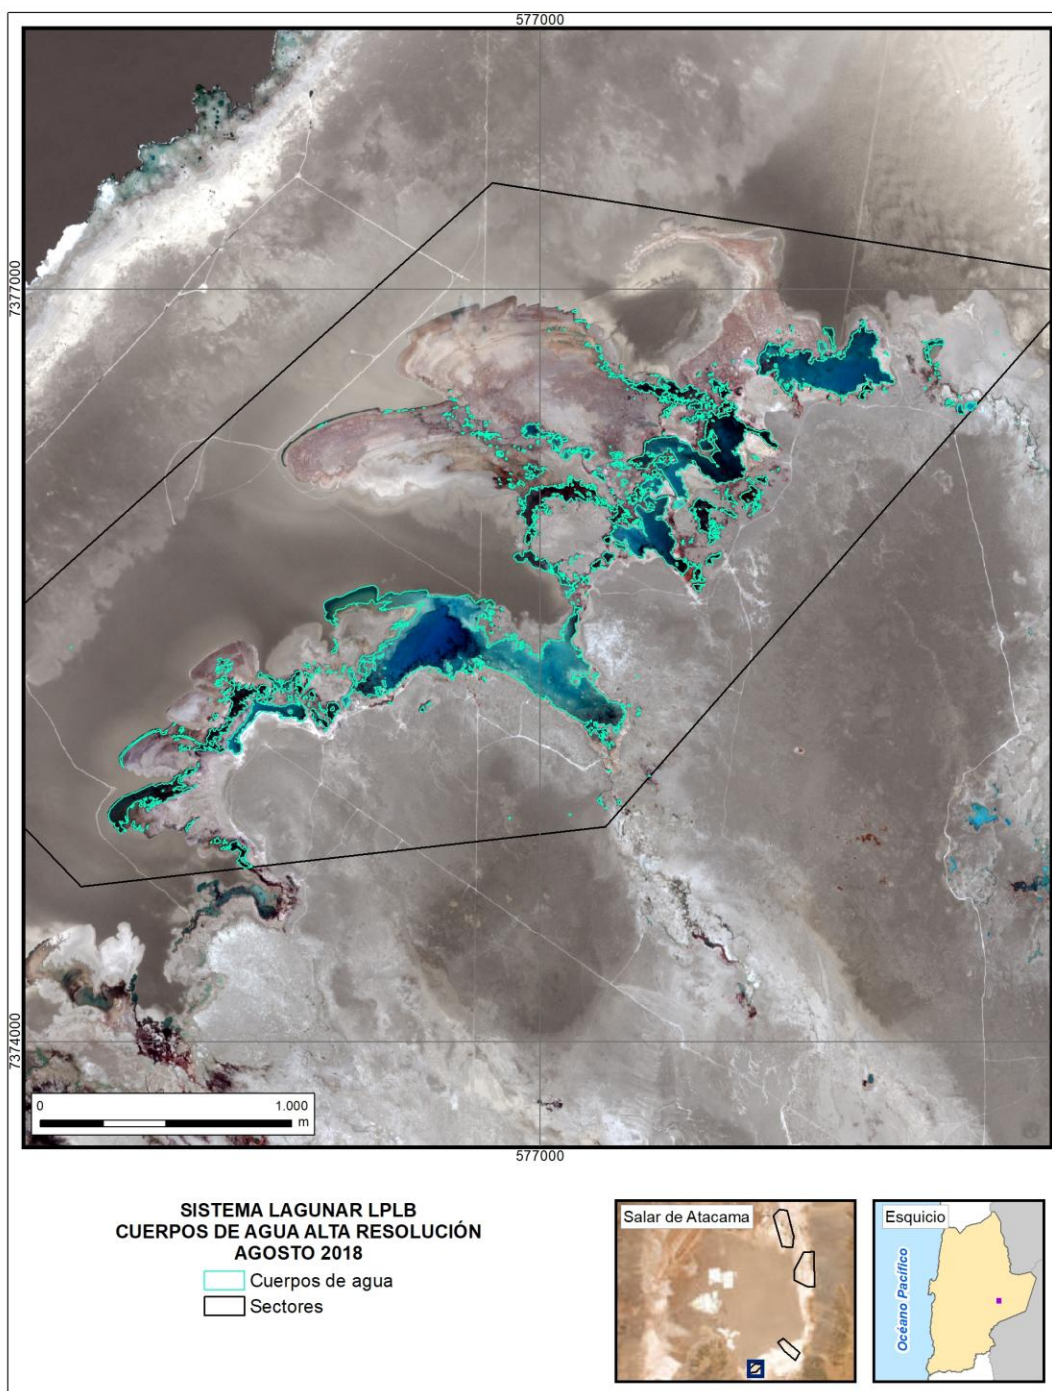 577000
7377000
7374000
0 1.000
m
577000
SISTEMA LAGUNAR LPLB
CUERPOS DE AGUA ALTA RESOLUCIÓN
AGOSTO 2018
Cuerpos de agua
Sectores
Salar de Atacama
Esquicio
Océano Pacífico